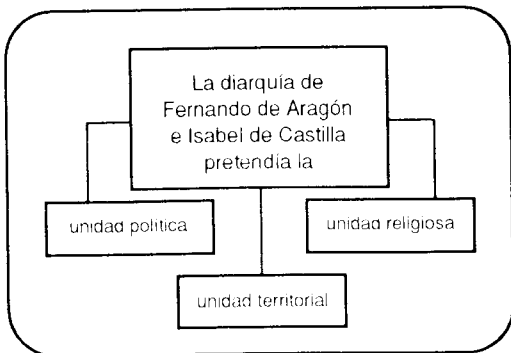 La diarquía de
Fernando de Aragón
e Isabel de Castilla
pretendía la
unidad política
unidad religiosa
unidad territorial